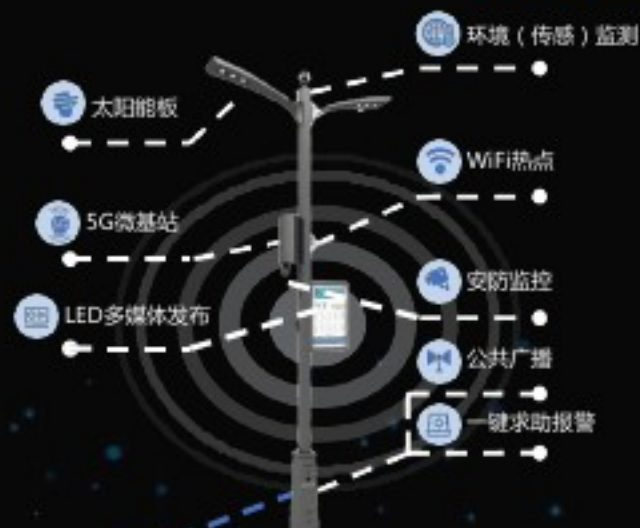 环境（传感）监测
太阳能板
WiFi热点
5G微基站
安防监控
LED多媒体发布
公共广播
一键求助报警